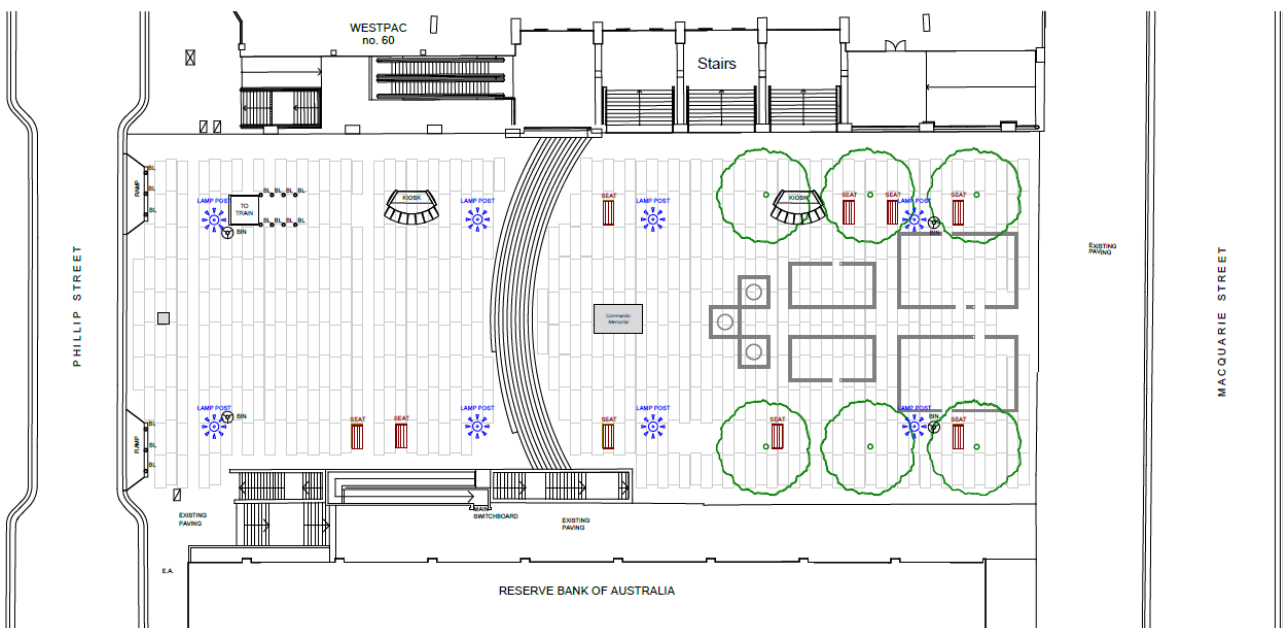 WESTPAC
no. 60
Stairs
RAMP
BL
BL
BL
LAMP POST
TO
TRAIN
BL
BL
BL
BL
BL
BL
BL
BL
BIN
KIOSK
LAMP POST
SEAT
LAMP POST
KIOSK
SEAT
SEAT
LAMP POST
BIN
SEAT
EXISTING
PAVING
PHILLIP STREET
MACQUARIE STREET
Commando
Memorial
RAMP
BL
BL
BL
LAMP POST
BIN
SEAT
SEAT
LAMP POST
SEAT
LAMP POST
SEAT
LAMP POST
BIN
SEAT
EXISTING
PAVING
MAIN
SWITCHBOARD
EXISTING
PAVING
E.A.
RESERVE BANK OF AUSTRALIA